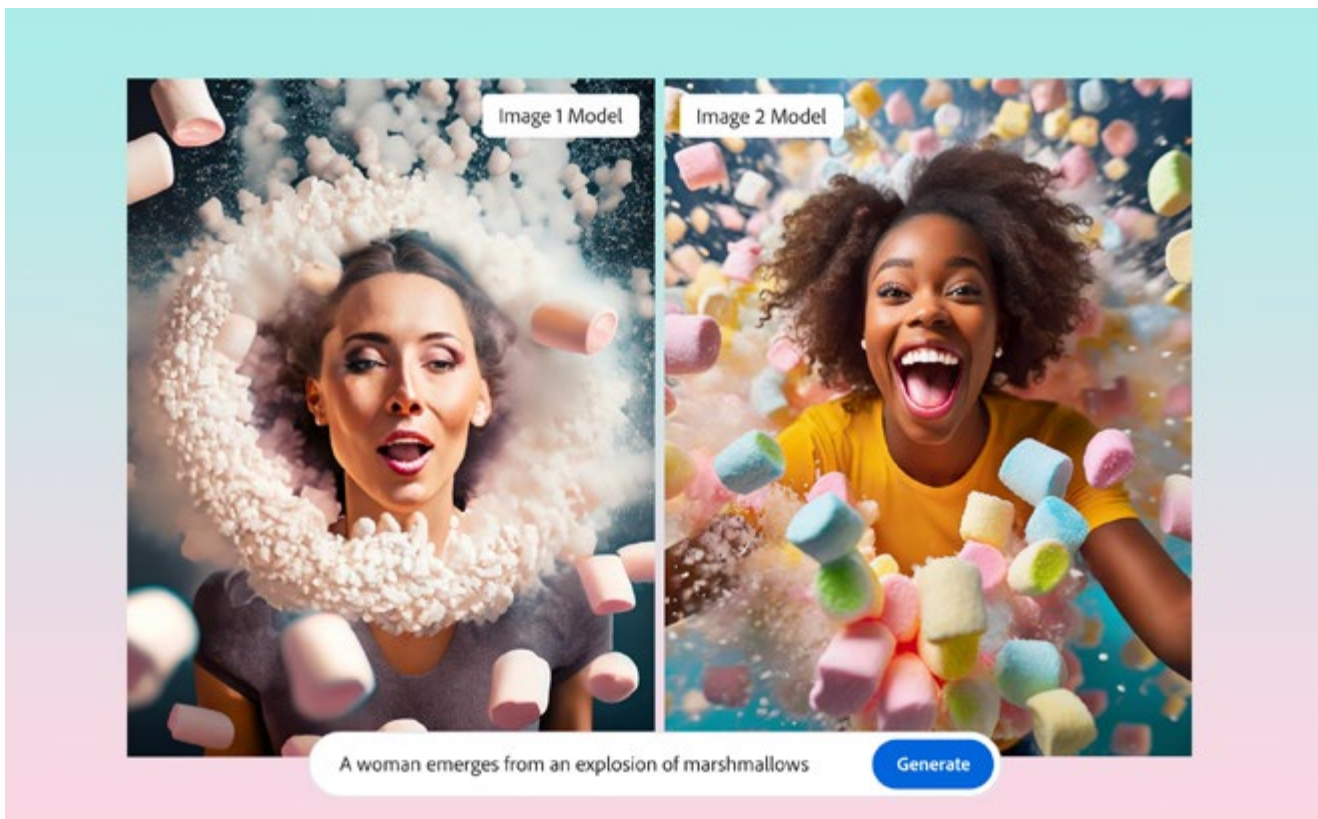 Image 1 Model
Image 2 Model
A woman emerges from an explosion of marshmallows
Generate